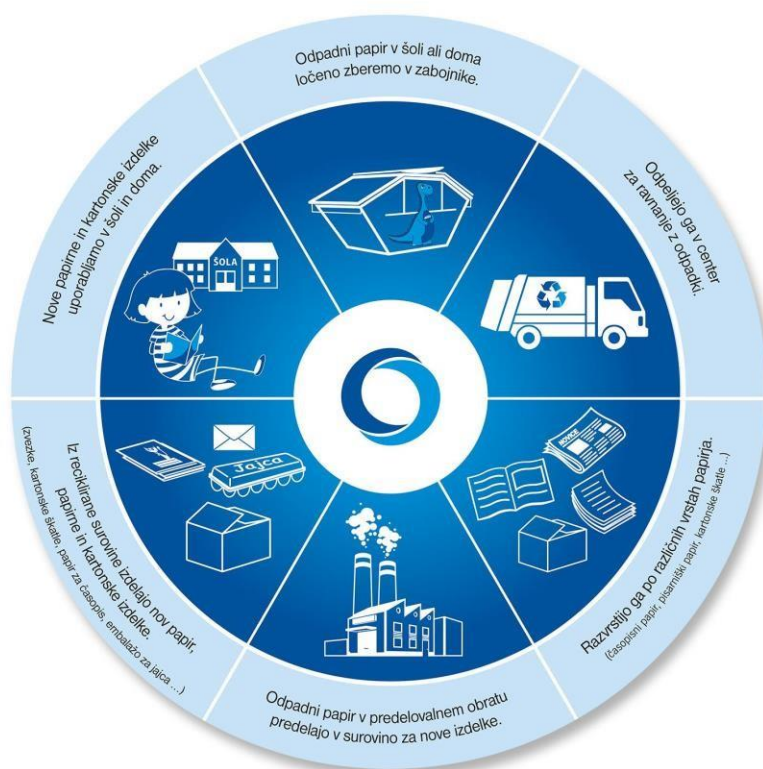 Odpadni papir v šoli ali doma
ločeno zberemo v zabojnike.
Odpeljejo ga v center
za ravnanje z odpadki.
NOVICE
Razvrstijo ga po različnih vrstah papirja.
(časopisni papir, pisarniški papir, kartonske škatle ...)
Odpadni papir v predelovalnem obratu
predelajo v surovino za nove izdelke.
Jajca
Iz reciklirane surovine izdelajo nov papir,
papirne in kartonske izdelke.
(zvezke, kartonske škatle, papir za časopis, embalažo za jajca ...)
Nove papirne in kartonske izdelke
uporabljamo v šoli in doma.
ŠOLA